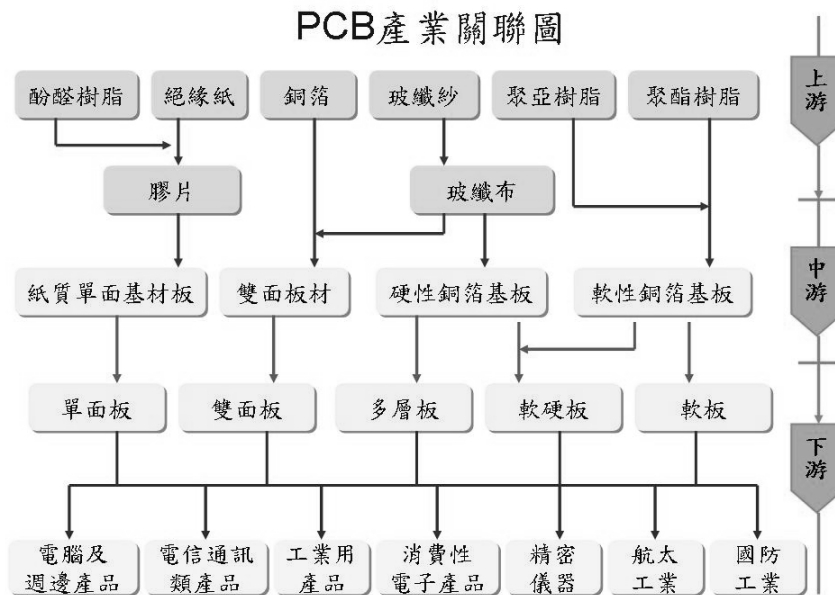 PCB產業關聯圖
酚醛樹脂
絕緣紙
銅箔
玻纖紗
聚亞樹脂
聚酯樹脂
上游
膠片
玻纖布
紙質單面基材板
雙面板材
硬性銅箔基板
軟性銅箔基板
中游
單面板
雙面板
多層板
軟硬板
軟板
下游
電腦及
週邊產品
電信通訊
類產品
工業用
產品
消費性
電子產品
精密
儀器
航太
工業
國防
工業